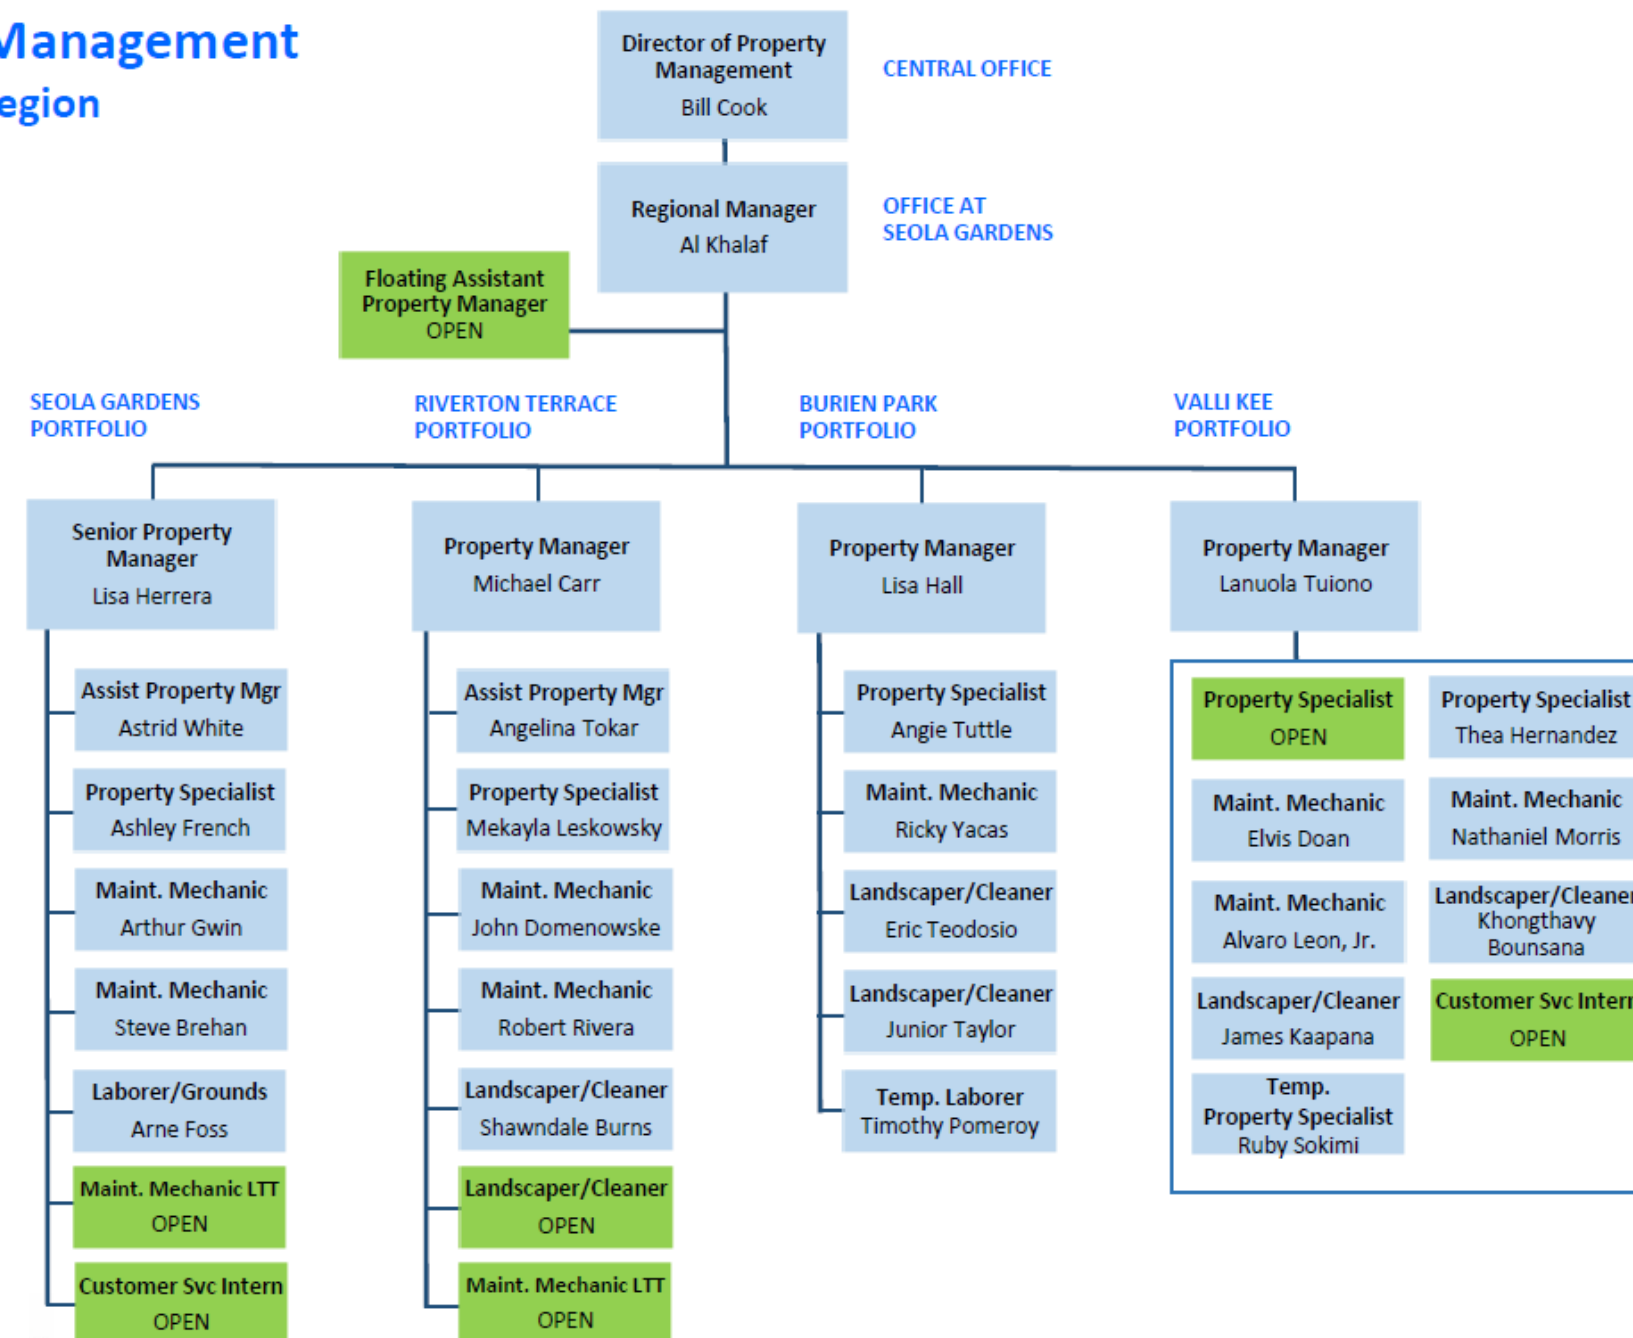 Management
egion
Director of Property
Management
Bill Cook
CENTRAL OFFICE
Regional Manager
Al Khalaf
OFFICE AT
SEOLA GARDENS
Floating Assistant
Property Manager
OPEN
SEOLA GARDENS
PORTFOLIO
RIVERTON TERRACE
PORTFOLIO
BURIEN PARK
PORTFOLIO
VALLI KEE
PORTFOLIO
Senior Property
Manager
Lisa Herrera
Assist Property Mgr
Astrid White
Property Specialist
Ashley French
Maint. Mechanic
Arthur Gwin
Maint. Mechanic
Steve Brehan
Laborer/Grounds
Arne Foss
Maint. Mechanic LTT
OPEN
Customer Svc Intern
OPEN
Property Manager
Michael Carr
Assist Property Mgr
Angelina Tokar
Property Specialist
Mekayla Leskowsky
Maint. Mechanic
John Domenowske
Maint. Mechanic
Robert Rivera
Landscaper/Cleaner
Shawndale Burns
Landscaper/Cleaner
OPEN
Maint. Mechanic LTT
OPEN
Property Manager
Lisa Hall
Property Specialist
Angie Tuttle
Maint. Mechanic
Ricky Yacas
Landscaper/Cleaner
Eric Teodosio
Landscaper/Cleaner
Junior Taylor
Temp. Laborer
Timothy Pomeroy
Property Manager
Lanuola Tuiono
Property Specialist
OPEN
Property Specialist
Thea Hernandez
Maint. Mechanic
Elvis Doan
Maint. Mechanic
Nathaniel Morris
Maint. Mechanic
Alvaro Leon, Jr.
Landscaper/Cleaner
Khongthavy
Bounsana
Landscaper/Cleaner
James Kaapana
Customer Svc Intern
OPEN
Temp.
Property Specialist
Ruby Sokimi